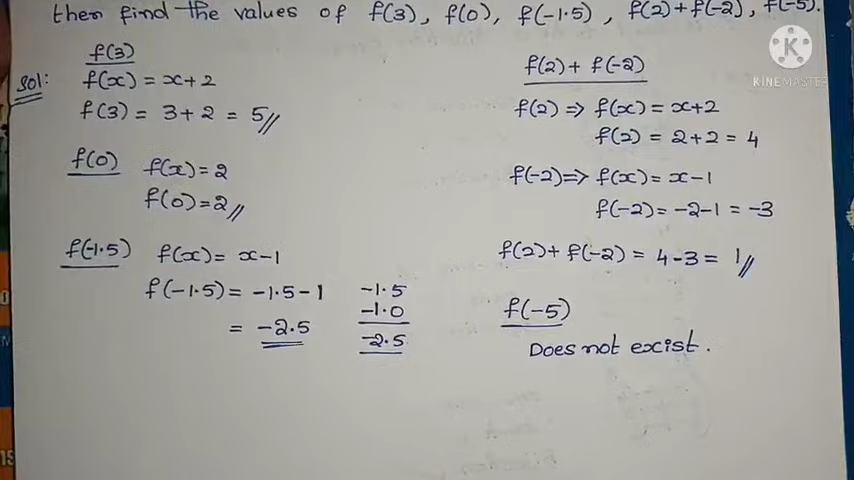 then find the values of f(3), f(0), f(-1.5), f(2)+f(-2), f(-5).
Sol:
f(3)
f(x) = x+2
f(3) = 3+2 = 5//
f(0) f(x)=2
f(0)=2//
f(-1.5) f(x)= x-1
f(-1.5)= -1.5-1
= -2.5
-1.5
-1.0
-2.5
f(2)+ f(-2)
f(2) => f(x)= x+2
f(2) = 2+2 = 4
f(-2)=> f(x)= x-1
f(-2)= -2-1 = -3
f(2)+ f(-2) = 4-3 = 1//
f(-5)
Does not exist.
KINEMASTER